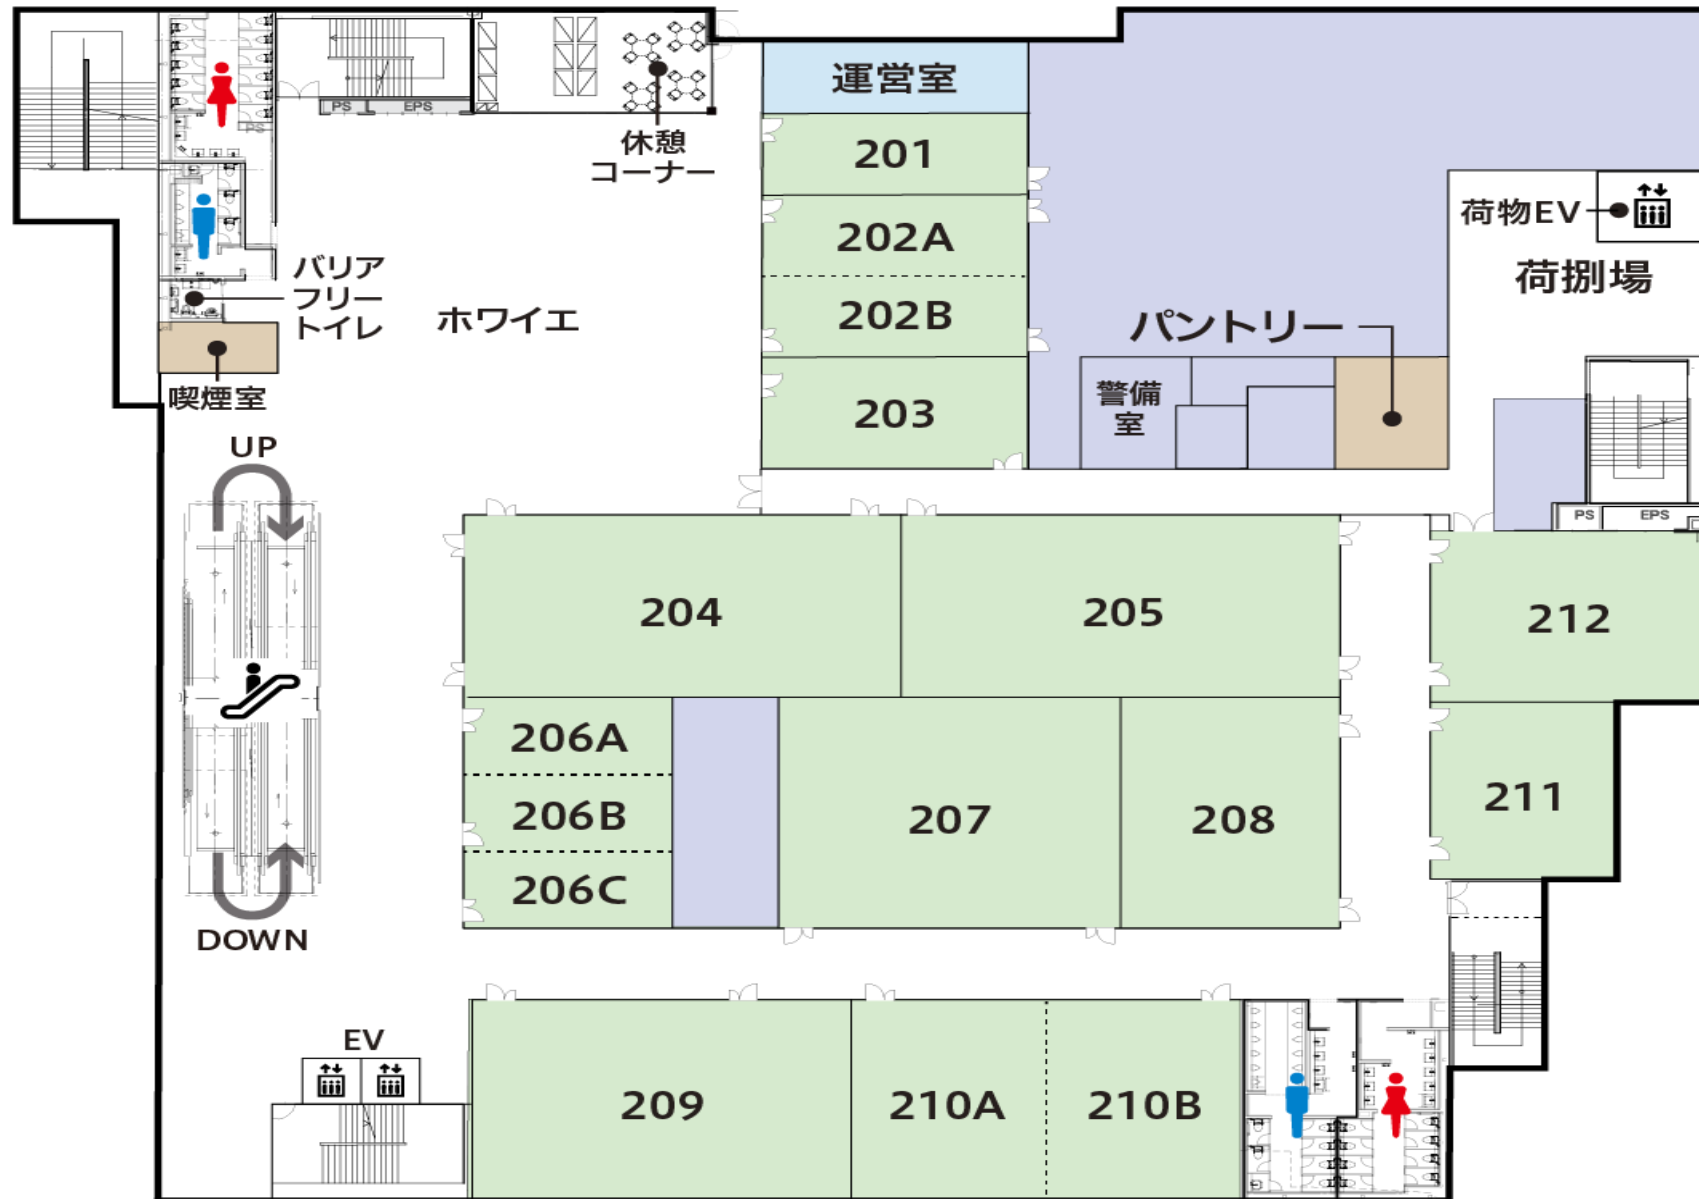 運営室
PS
EPS
PS
休憩
コーナー
201
荷物EV
202A
バリア
フリー
トイレ
荷捌場
ホワイエ
202B
パントリー
喫煙室
203
警備
室
UP
PS
EPS
204
205
212
206A
206B
207
208
211
206C
DOWN
EV
209
210A
210B